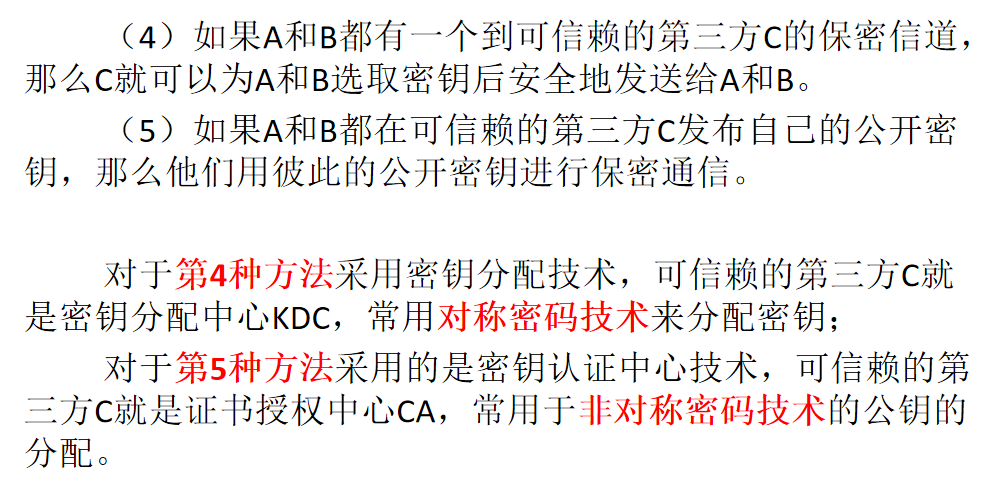 （4）如果A和B都有一个到可信赖的第三方C的保密信道，
那么C就可以为A和B选取密钥后安全地发送给A和B。
（5）如果A和B都在可信赖的第三方C发布自己的公开密
钥，那么他们用彼此的公开密钥进行保密通信。
对于第4种方法采用密钥分配技术，可信赖的第三方C就
是密钥分配中心KDC，常用对称密码技术来分配密钥；
对于第5种方法采用的是密钥认证中心技术，可信赖的第
三方C就是证书授权中心CA，常用于非对称密码技术的公钥的
分配。